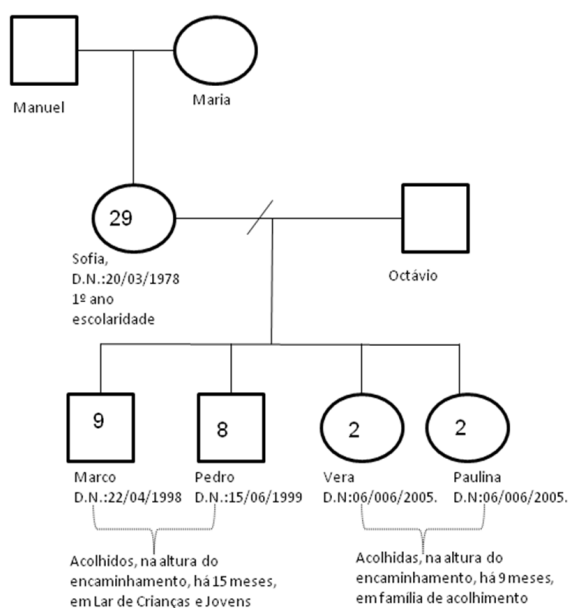 Manuel
Maria
29
Sofia,
D.N.:20/03/1978
1º ano
escolaridade
Octávio
9
8
2
2
Marco
D.N.:22/04/1998
Pedro
D.N.:15/06/1999
Vera
D.N:06/006/2005.
Paulina
D.N:06/006/2005.
Acolhidos, na altura do
encaminhamento, há 15 meses,
em Lar de Crianças e Jovens
Acolhidas, na altura do
encaminhamento, há 9 meses,
em família de acolhimento